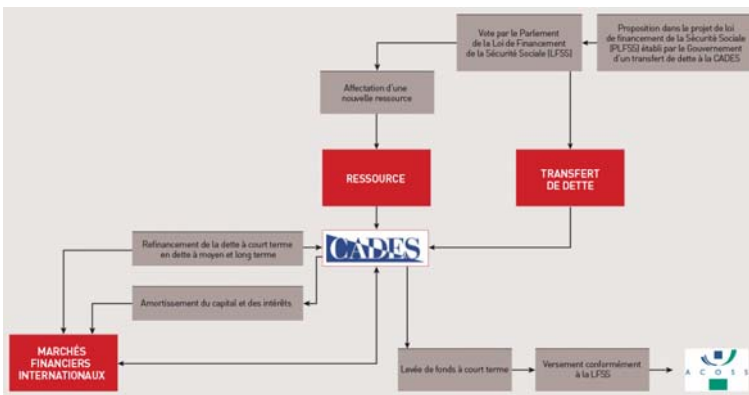 Vote par le Parlement
de la Loi de Financement
de la Sécurité Sociale (LFSS)
Proposition dans le projet de loi
de financement de la Sécurité Sociale
(PLFSS) établi par le Gouvernement
d'un transfert de dette à la CADES
Affectation d'une
nouvelle ressource
RESSOURCE
TRANSFERT
DE DETTE
Refinancement de la dette à court terme
en dette à moyen et long terme
CADES
Amortissement du capital et des intérêts
MARCHÉS
FINANCIERS
INTERNATIONAUX
Levée de fonds à court terme
Versement conformément
à la LFSS
ACOSS